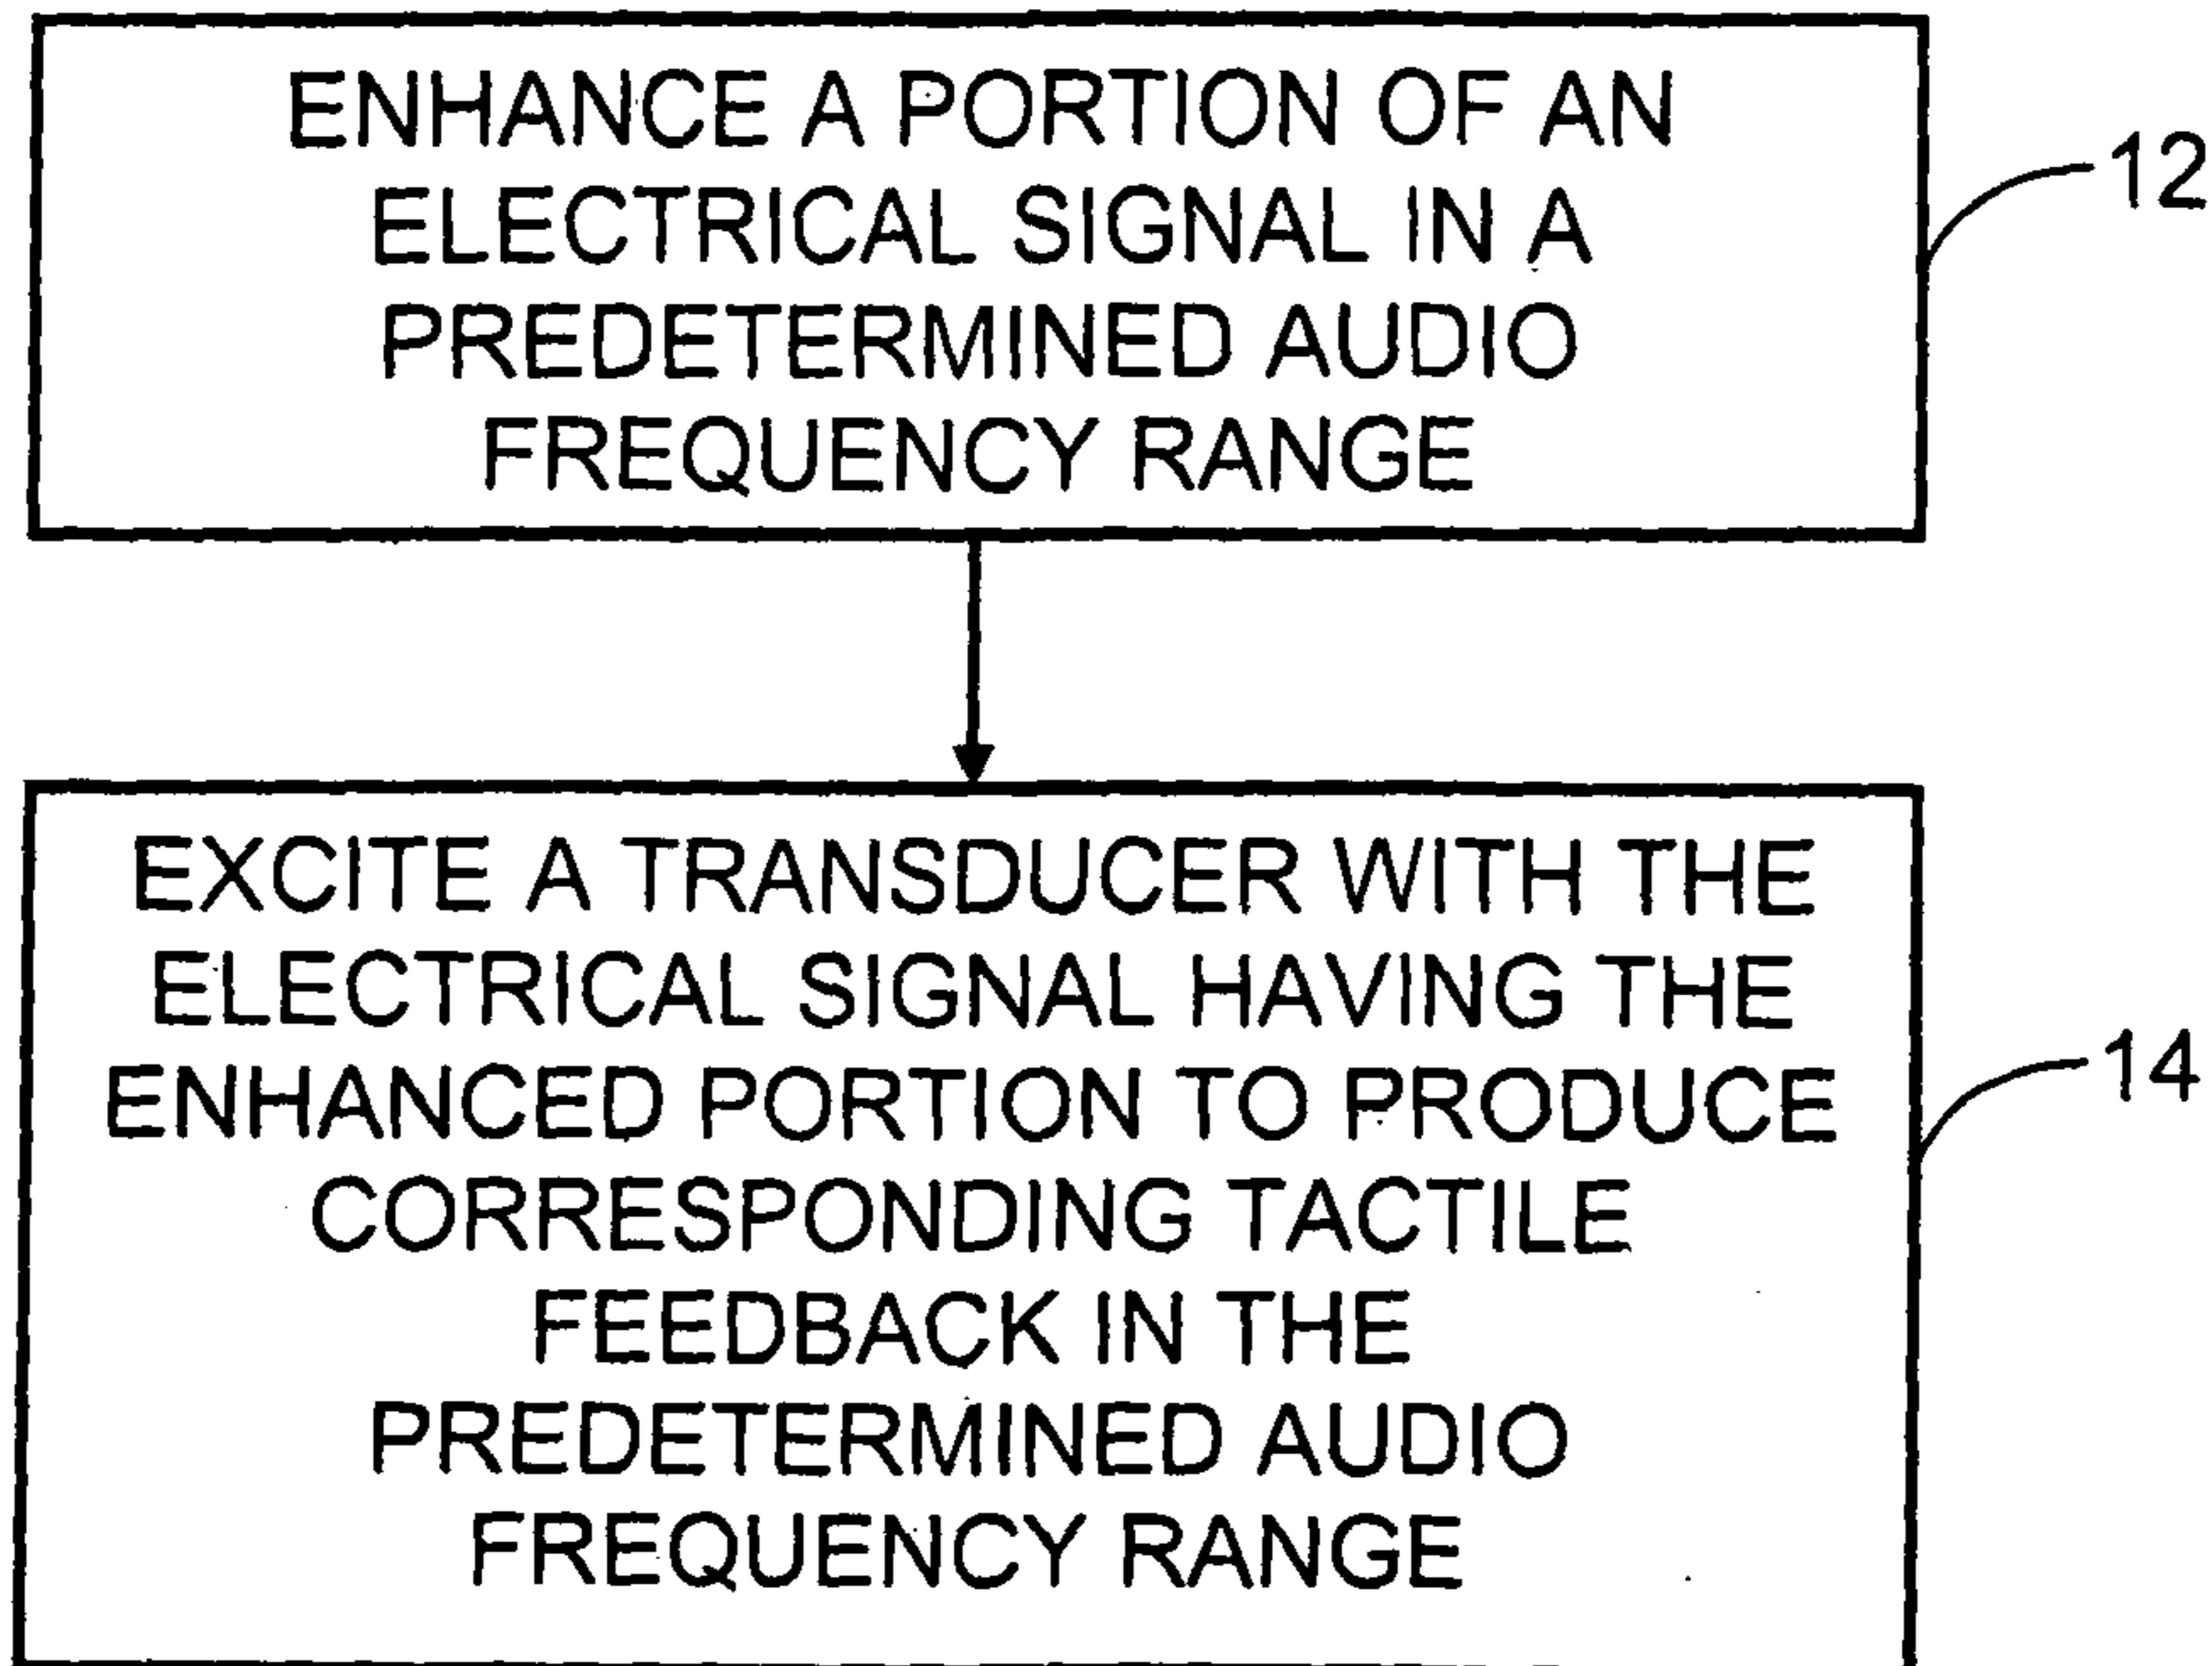 ENHANCE A PORTION OF AN
ELECTRICAL SIGNAL IN A
PREDETERMINED AUDIO
FREQUENCY RANGE
12
EXCITE A TRANSDUCER WITH THE
ELECTRICAL SIGNAL HAVING THE
ENHANCED PORTION TO PRODUCE
CORRESPONDING TACTILE
FEEDBACK IN THE
PREDETERMINED AUDIO
FREQUENCY RANGE
14